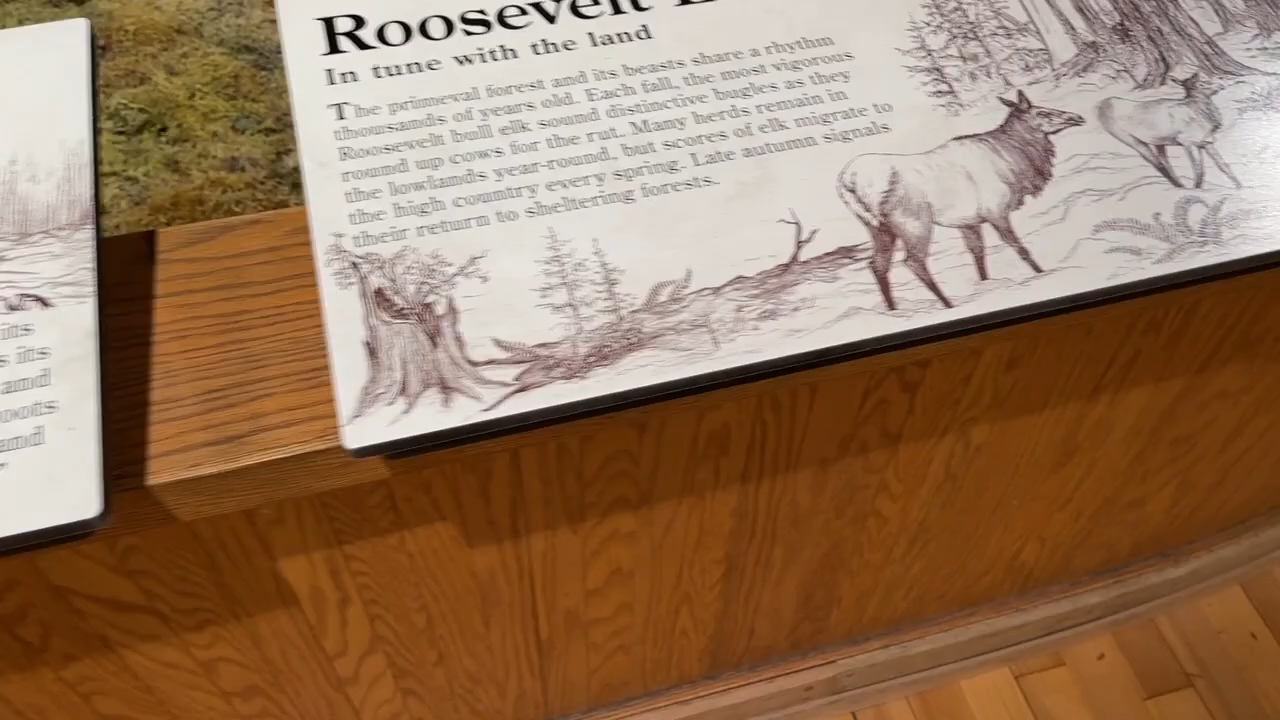 Roosevelt
In tune with the land
The primeval forest and its beasts share a rhythm
thousands of years old. Each fall, the most vigorous
Roosevelt bull elk sound distinctive bugles as they
round up cows for the rut. Many herds remain in
the lowlands year-round, but scores of elk migrate to
the high country every spring. Late autumn signals
their return to sheltering forests.
its
s its
and
roots
and